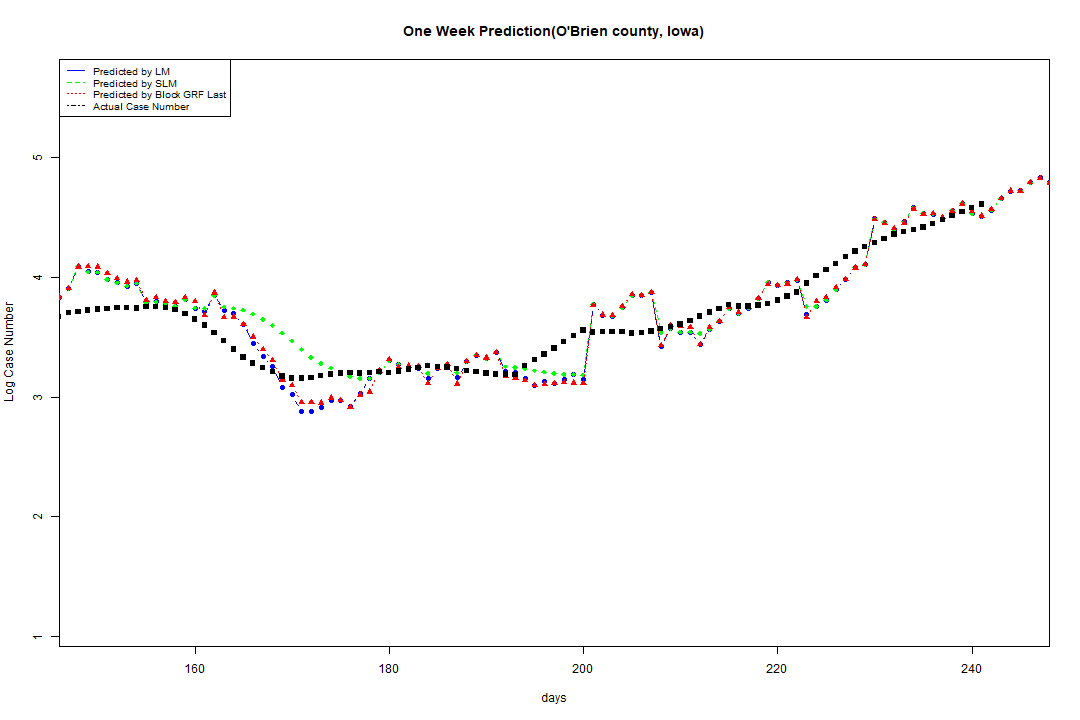 One Week Prediction(O'Brien county, Iowa)
Predicted by LM
Predicted by SLM
Predicted by Block GRF Last
Actual Case Number
5
4
3
2
1
Log Case Number
160
180
200
220
240
days